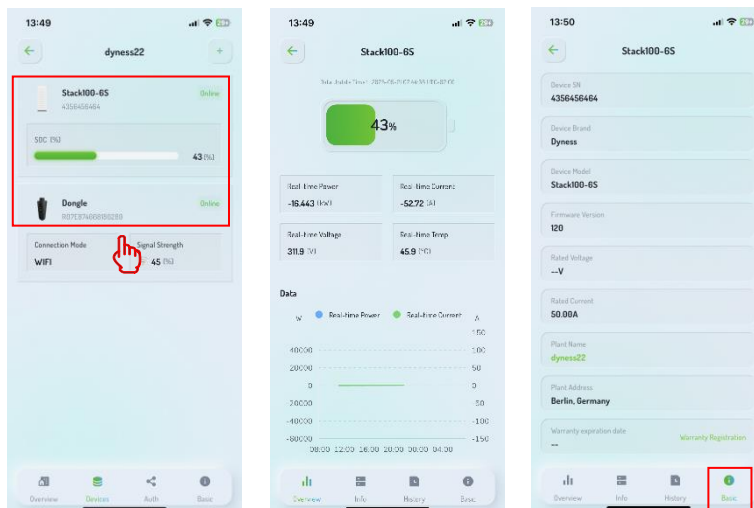 13:49
dyness22
+
Stack100-6S
Online
4356456464
SOC (%)
43 (%)
Dongle
Online
Connection Mode
Signal Strength
WIFI
45 (%)
Overview
Devices
Auth
Basic
13:49
Stack100-6S
43%
Real-time Power
Real-time Current
-16.443 (kW)
-52.72 (A)
Real-time Voltage
Real-time Temp
311.9 (V)
45.9 (°C)
Data
W
Real-time Power
Real-time Current
A
150
40000
100
20000
50
0
0
-20000
-50
-40000
-100
-60000
-150
08:00 12:00 16:00 20:00 00:00 04:00
Overview
Info
History
Basic
13:50
Stack100-6S
Device SN
4356456464
Device Brand
Dyness
Device Model
Stack100-6S
Firmware Version
120
Rated Voltage
--V
Rated Current
50.00A
Plant Name
dyness22
Plant Address
Berlin, Germany
Warranty expiration date
--
Warranty Registration
Overview
Info
History
Basic